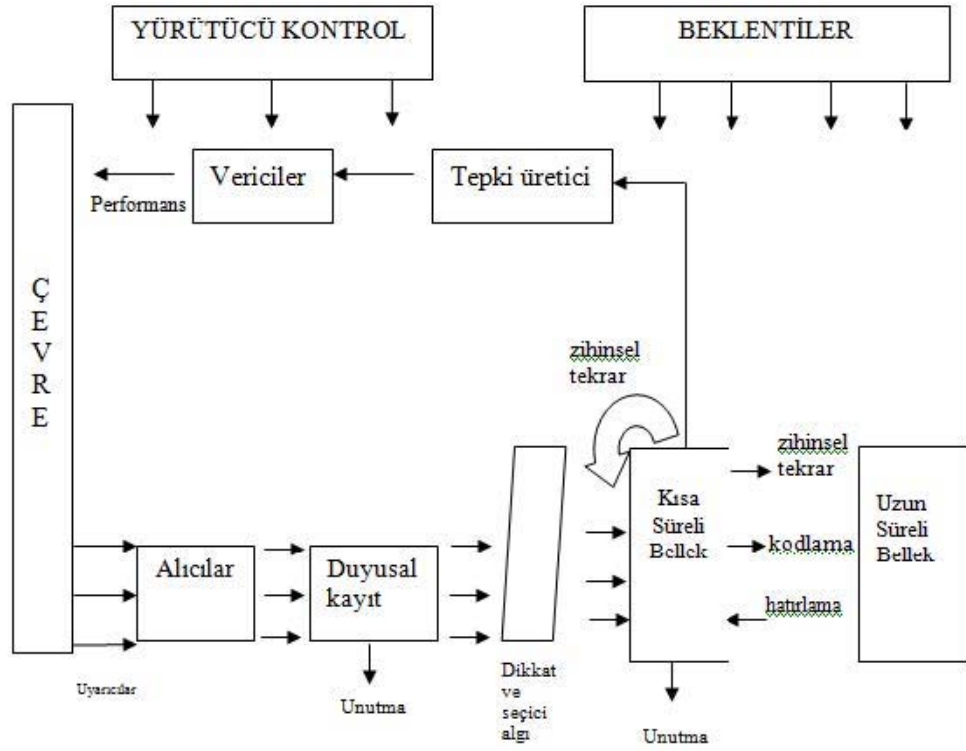 YÜRÜTÜCÜ KONTROL
BEKLENTİLER
Vericiler
Tepki üretici
Performans
Ç
E
V
R
E
zihinsel
tekrar
zihinsel
tekrar
Kısa
Süreli
Bellek
Uzun
Süreli
Bellek
kodlama
hatırlama
Alıcılar
Duyusal
kayıt
Uyarıcılar
Unutma
Dikkat
ve
seçici
algı
Unutma